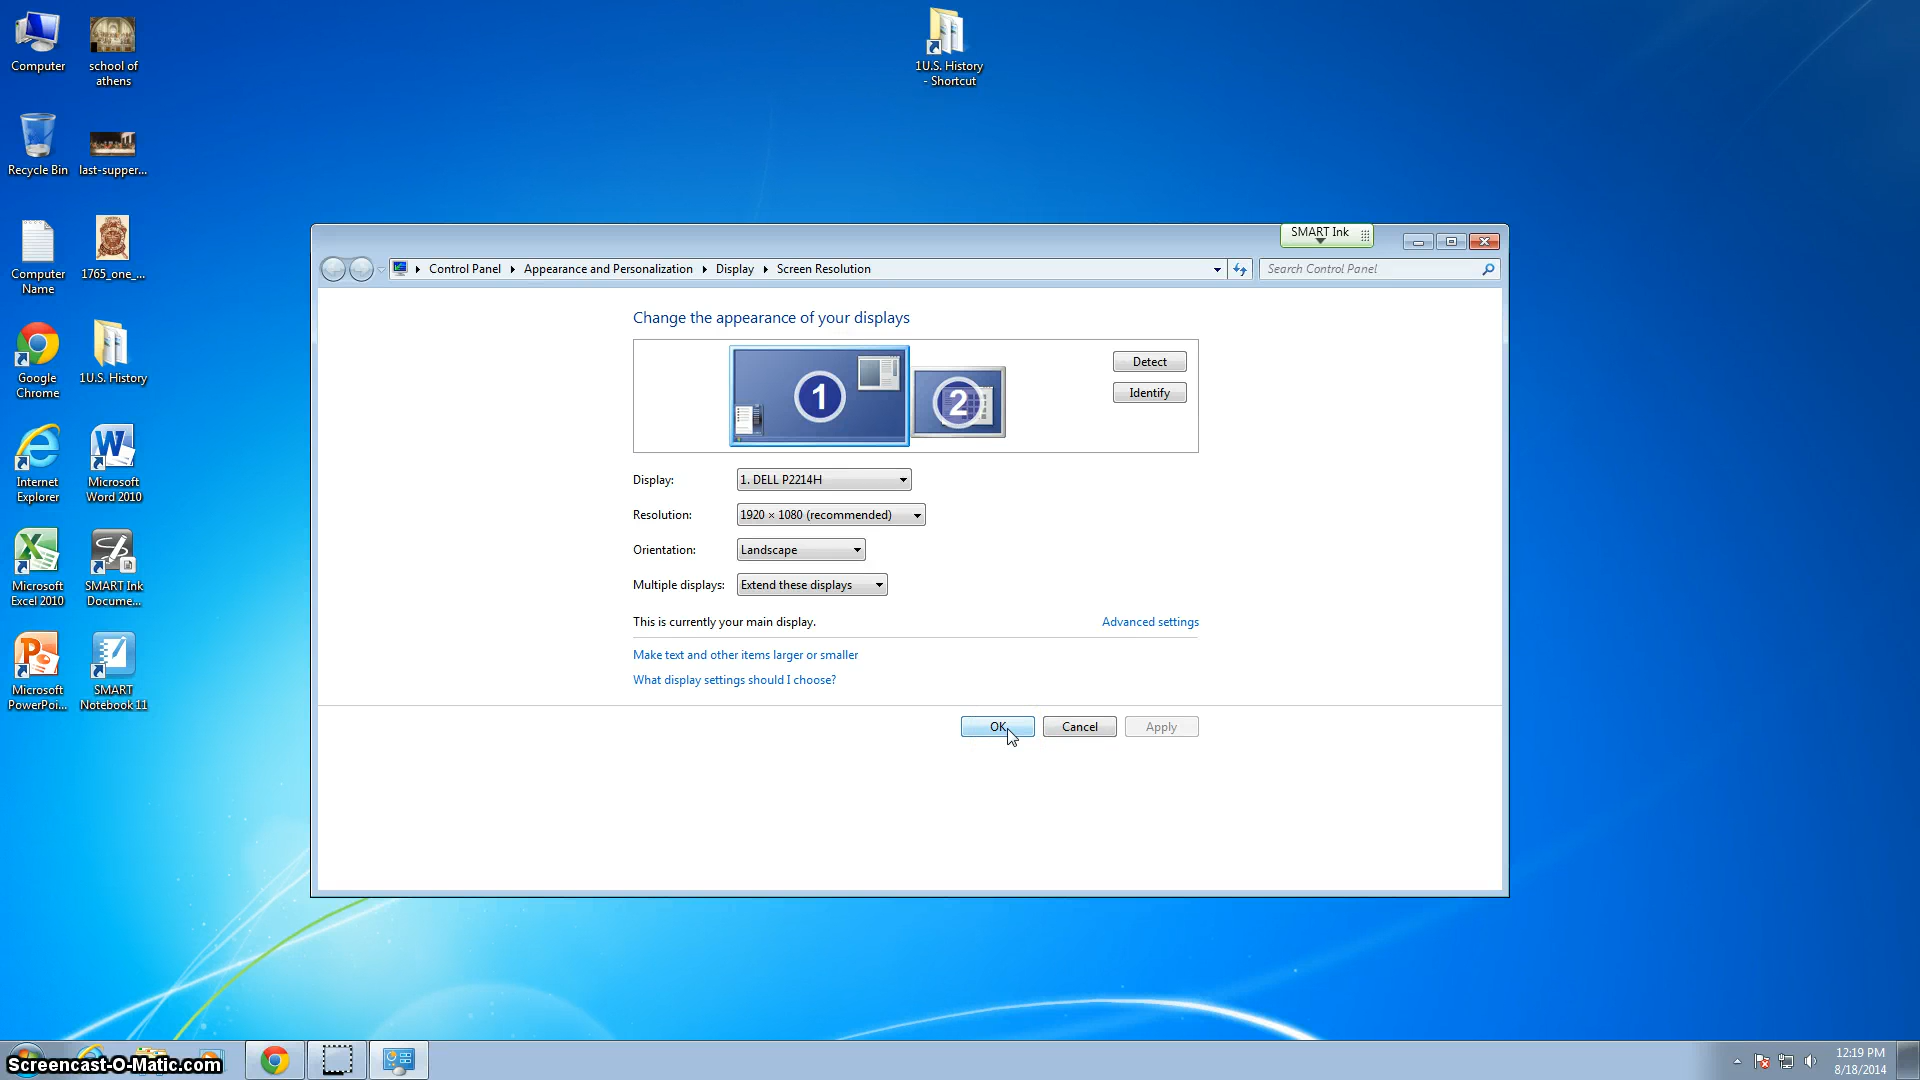 Computer
school of
athens
1U.S. History
- Shortcut
Recycle Bin
last-supper...
Computer
Name
1765_one_...
Google
Chrome
1U.S. History
Internet
Explorer
Microsoft
Word 2010
Microsoft
Excel 2010
SMART Ink
Docume...
Microsoft
PowerPoi...
SMART
Notebook 11
SMART Ink
Control Panel
Appearance and Personalization
Display
Screen Resolution
Search Control Panel
Change the appearance of your displays
1
2
Detect
Identify
Display:
1. DELL P2214H
Resolution:
1920 × 1080 (recommended)
Orientation:
Landscape
Multiple displays:
Extend these displays
This is currently your main display.
Advanced settings
Make text and other items larger or smaller
What display settings should I choose?
OK
Cancel
Apply
Screencast-O-Matic.com
12:19 PM
8/18/2014